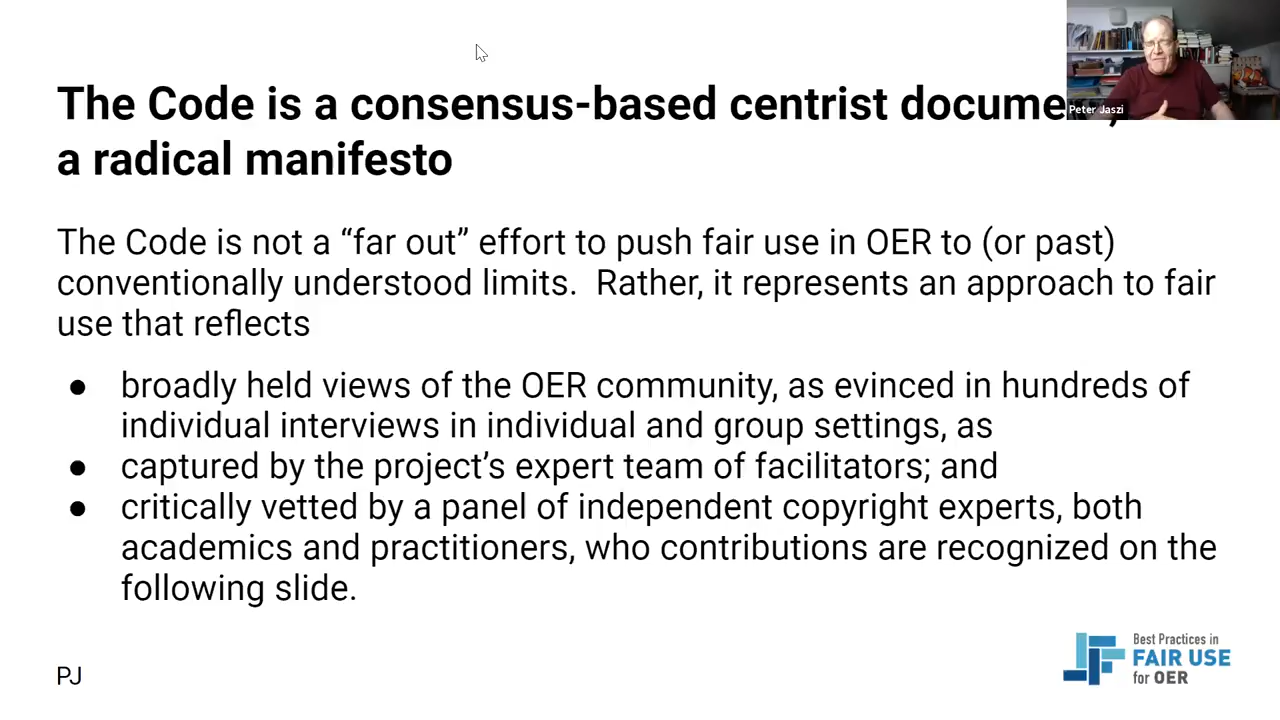 The Code is a consensus-based centrist docume
a radical manifesto
Peter Jaszi
The Code is not a “far out” effort to push fair use in OER to (or past)
conventionally understood limits.  Rather, it represents an approach to fair
use that reflects
● broadly held views of the OER community, as evinced in hundreds of
individual interviews in individual and group settings, as
● captured by the project’s expert team of facilitators; and
● critically vetted by a panel of independent copyright experts, both
academics and practitioners, who contributions are recognized on the
following slide.
PJ
Best Practices in
FAIR USE
for OER